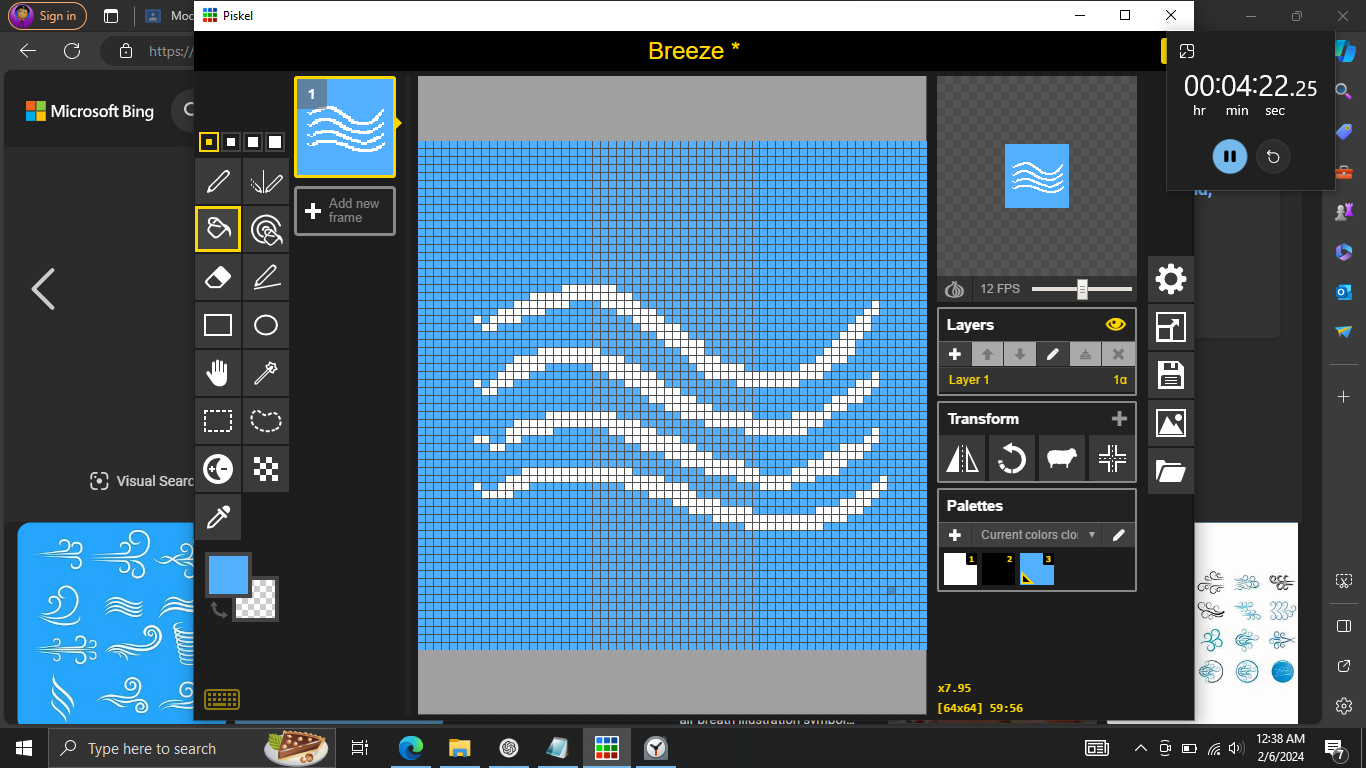 Sign in
Piskel
https://
Breeze *
00:04:22.25
hr min sec
Microsoft Bing
1
Add new
frame
12 FPS
Layers
Layer 1
1α
Transform
Palettes
Current colors clo
1
2
3
Visual Sear
x7.95
[64x64] 59:56
air breath illustration symbol...
Type here to search
12:38 AM
2/6/2024
7